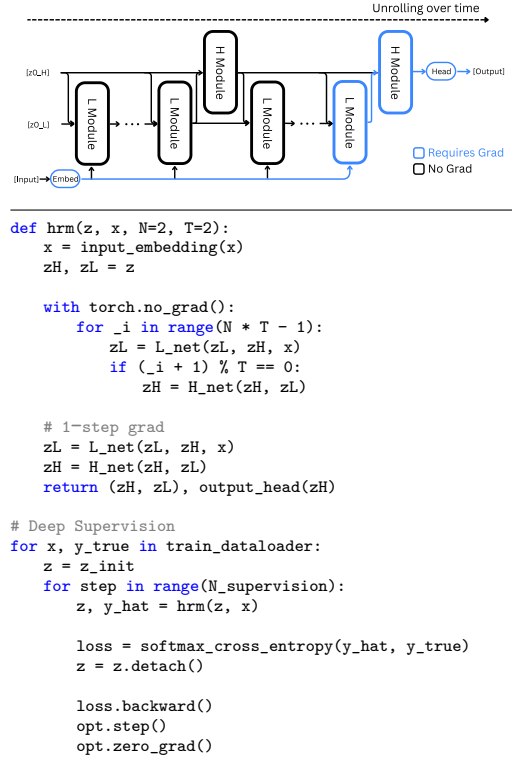 Unrolling over time
[z0_H]
H Module
H Module
Head
[Output]
L Module
...
L Module
L Module
...
L Module
[z0_L]
[Input]
Embed
Requires Grad
No Grad
def hrm(z, x, N=2, T=2):
    x = input_embedding(x)
    zH, zL = z

    with torch.no_grad():
        for _i in range(N * T - 1):
            zL = L_net(zL, zH, x)
            if (_i + 1) % T == 0:
                zH = H_net(zH, zL)

    # 1-step grad
    zL = L_net(zL, zH, x)
    zH = H_net(zH, zL)
    return (zH, zL), output_head(zH)

# Deep Supervision
for x, y_true in train_dataloader:
    z = z_init
    for step in range(N_supervision):
        z, y_hat = hrm(z, x)

        loss = softmax_cross_entropy(y_hat, y_true)
        z = z.detach()

        loss.backward()
        opt.step()
        opt.zero_grad()